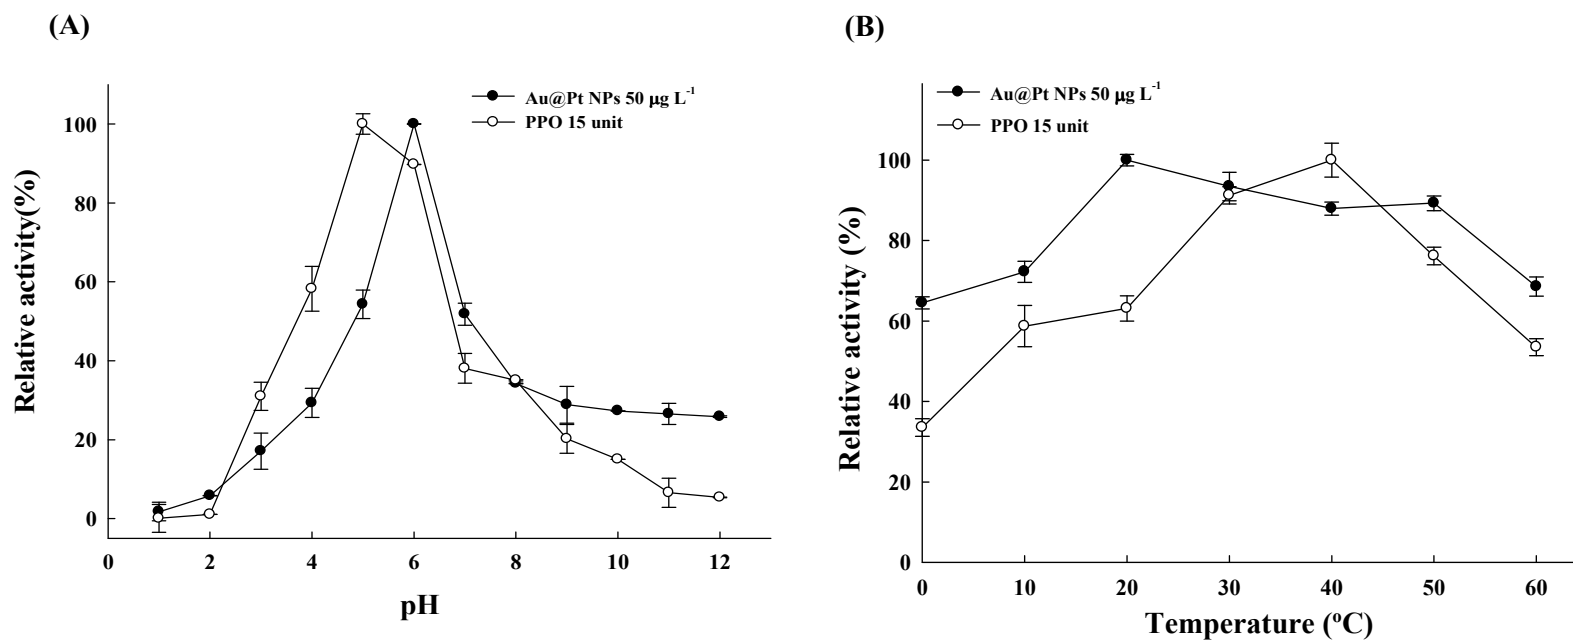 (A)
Au@Pt NPs 50 μg L⁻¹
PPO 15 unit
Relative activity(%)
100
80
60
40
20
0
0 2 4 6 8 10 12
pH
(B)
Au@Pt NPs 50 μg L⁻¹
PPO 15 unit
Relative activity (%)
100
80
60
40
20
0
0 10 20 30 40 50 60
Temperature (ºC)